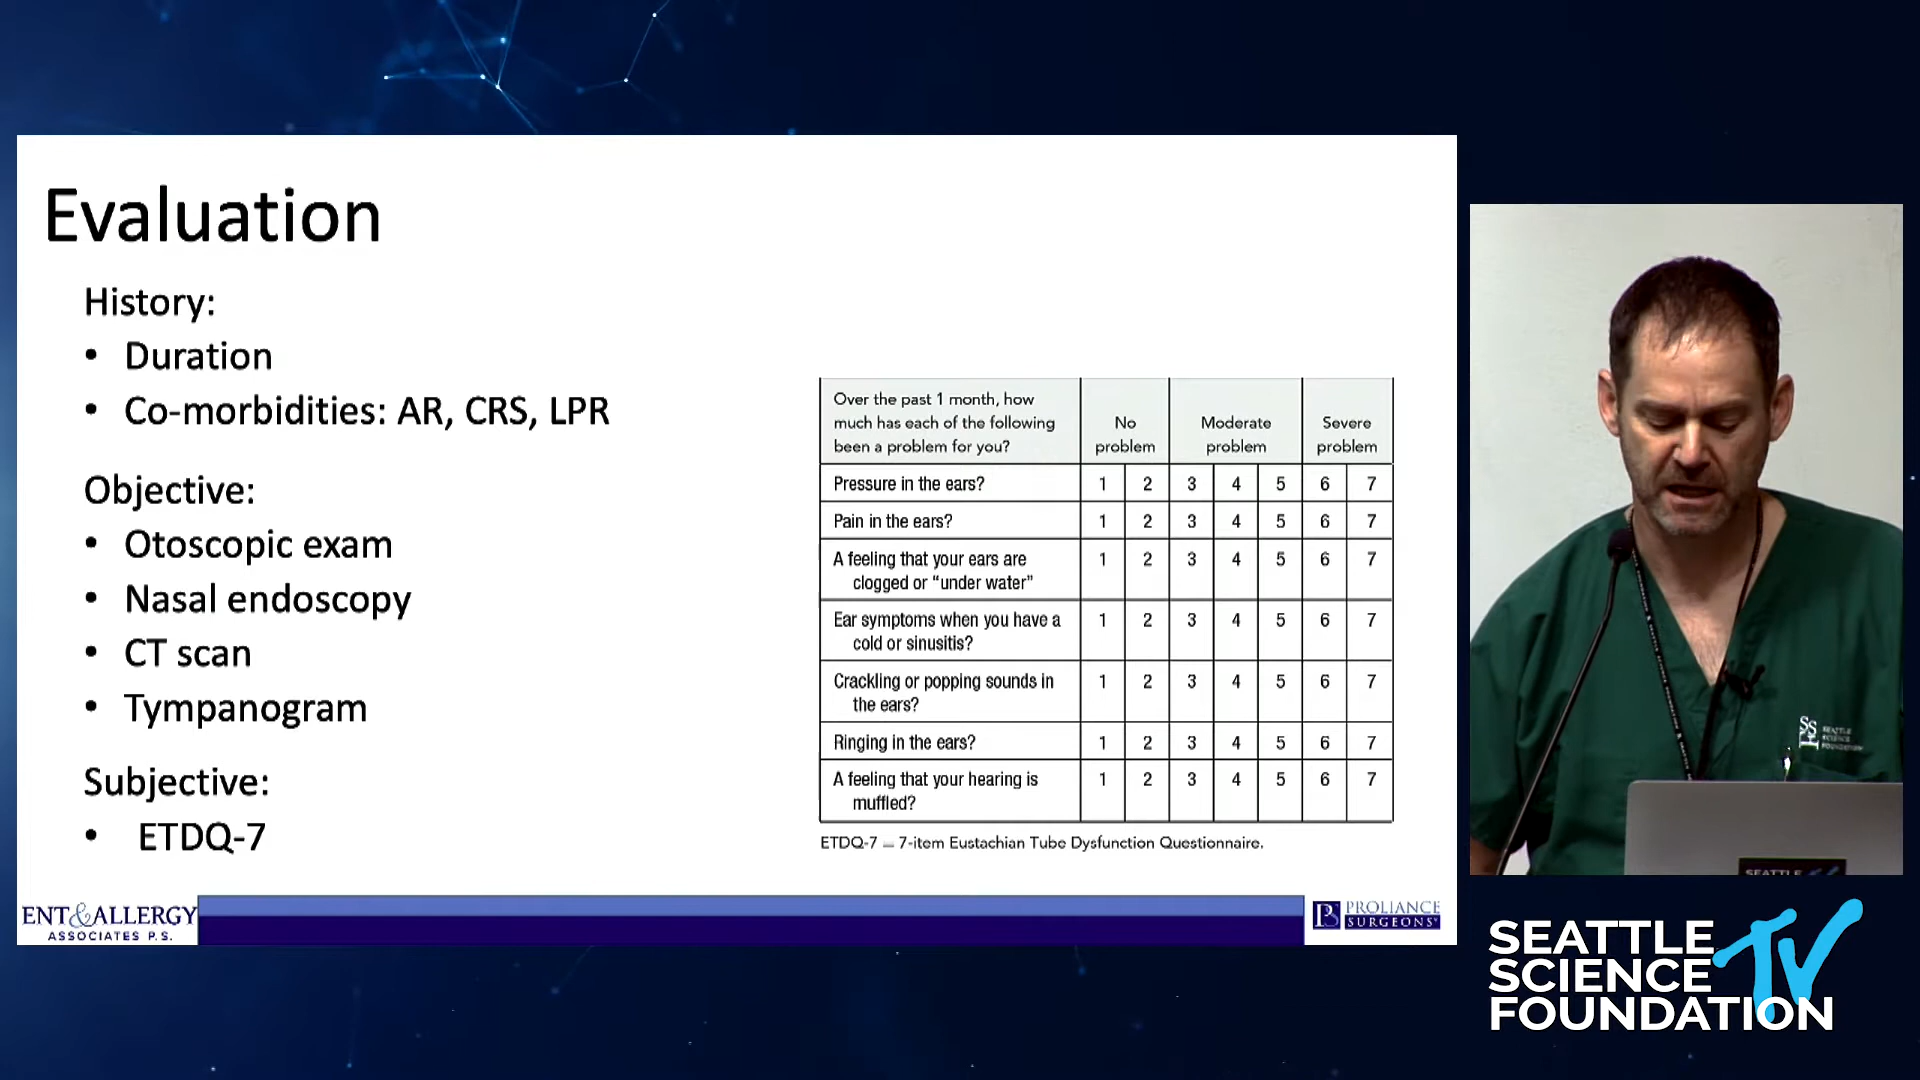 Evaluation
History:
• Duration
• Co-morbidities: AR, CRS, LPR
Objective:
• Otoscopic exam
• Nasal endoscopy
• CT scan
• Tympanogram
Subjective:
• ETDQ-7
Over the past 1 month, how
much has each of the following
been a problem for you?
No
problem
Moderate
problem
Severe
problem
Pressure in the ears? 1 2 3 4 5 6 7
Pain in the ears? 1 2 3 4 5 6 7
A feeling that your ears are
clogged or “under water” 1 2 3 4 5 6 7
Ear symptoms when you have a
cold or sinusitis? 1 2 3 4 5 6 7
Crackling or popping sounds in
the ears? 1 2 3 4 5 6 7
Ringing in the ears? 1 2 3 4 5 6 7
A feeling that your hearing is
muffled? 1 2 3 4 5 6 7
ETDQ-7 = 7-item Eustachian Tube Dysfunction Questionnaire.
ENT&ALLERGY
ASSOCIATES P.S.
PS PROLIANCE
SURGEONS
SSF SEATTLE
SCIENCE
FOUNDATION
SEATTLE
SEATTLE
SCIENCE TV
FOUNDATION